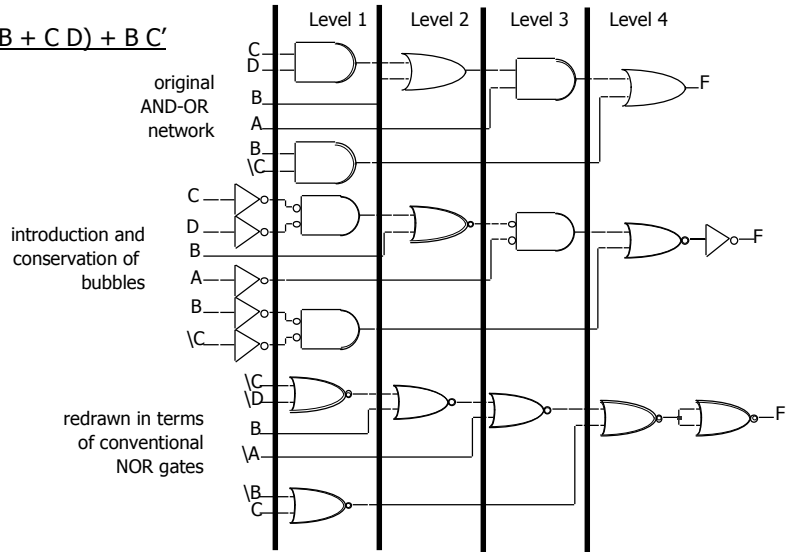 Level 1 Level 2 Level 3 Level 4
B + C D) + B C’
C
D
original
AND-OR
network
B
A
B
\C
F
C
D
introduction and
conservation of
bubbles
B
A
B
\C
F
\C
\D
redrawn in terms
of conventional
NOR gates
B
\A
\B
C
F